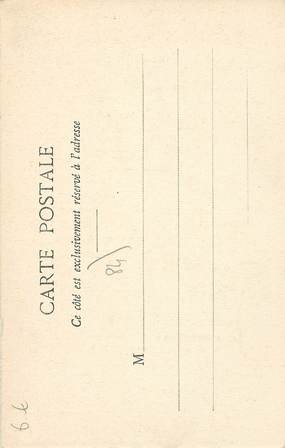 CARTE POSTALE
Ce côté est exclusivement réservé à l'adresse
84)
M
6 €